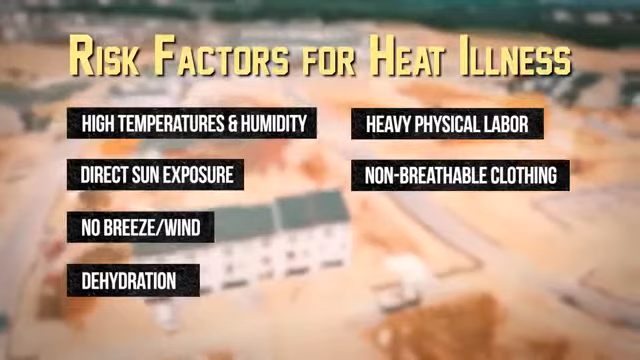 RISK FACTORS FOR HEAT ILLNESS
HIGH TEMPERATURES & HUMIDITY
DIRECT SUN EXPOSURE
NO BREEZE/WIND
DEHYDRATION
HEAVY PHYSICAL LABOR
NON-BREATHABLE CLOTHING